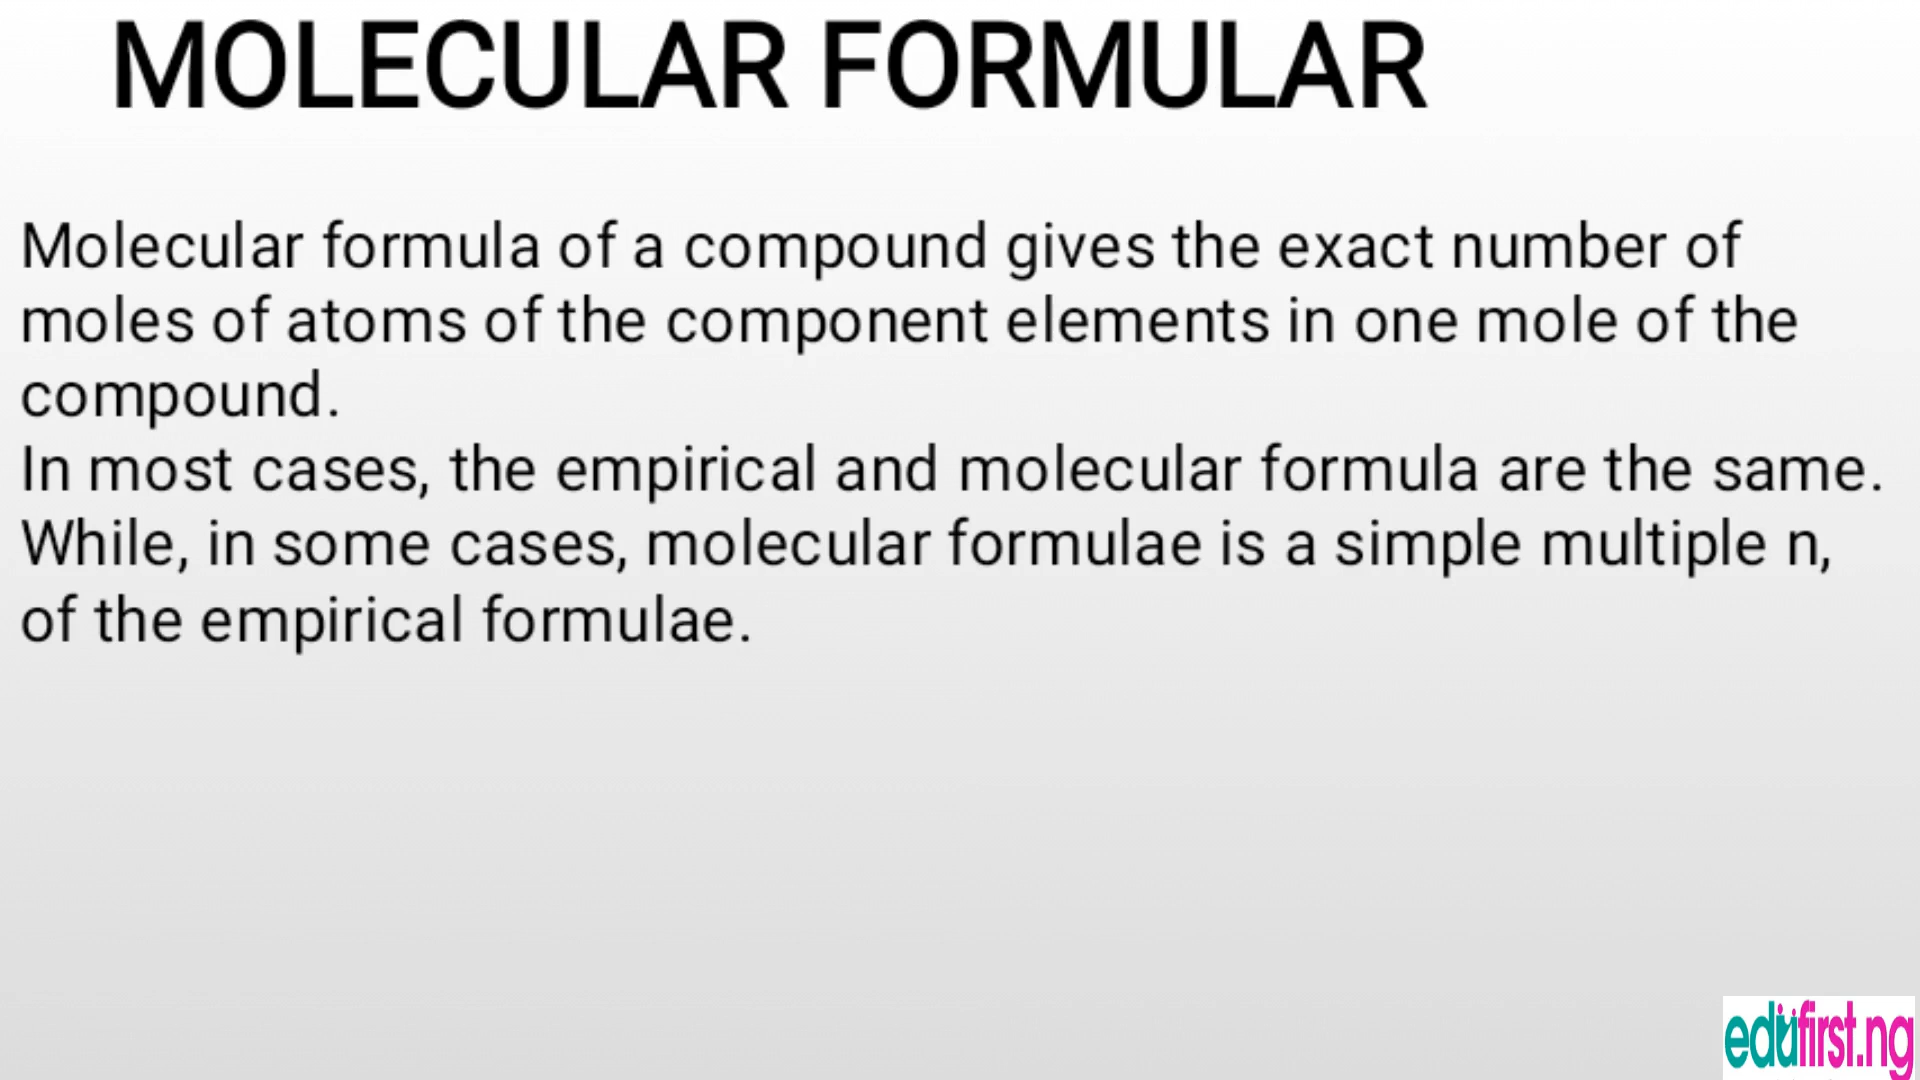 MOLECULAR FORMULAR
Molecular formula of a compound gives the exact number of
moles of atoms of the component elements in one mole of the
compound.
In most cases, the empirical and molecular formula are the same.
While, in some cases, molecular formulae is a simple multiple n,
of the empirical formulae.
edufirst.ng